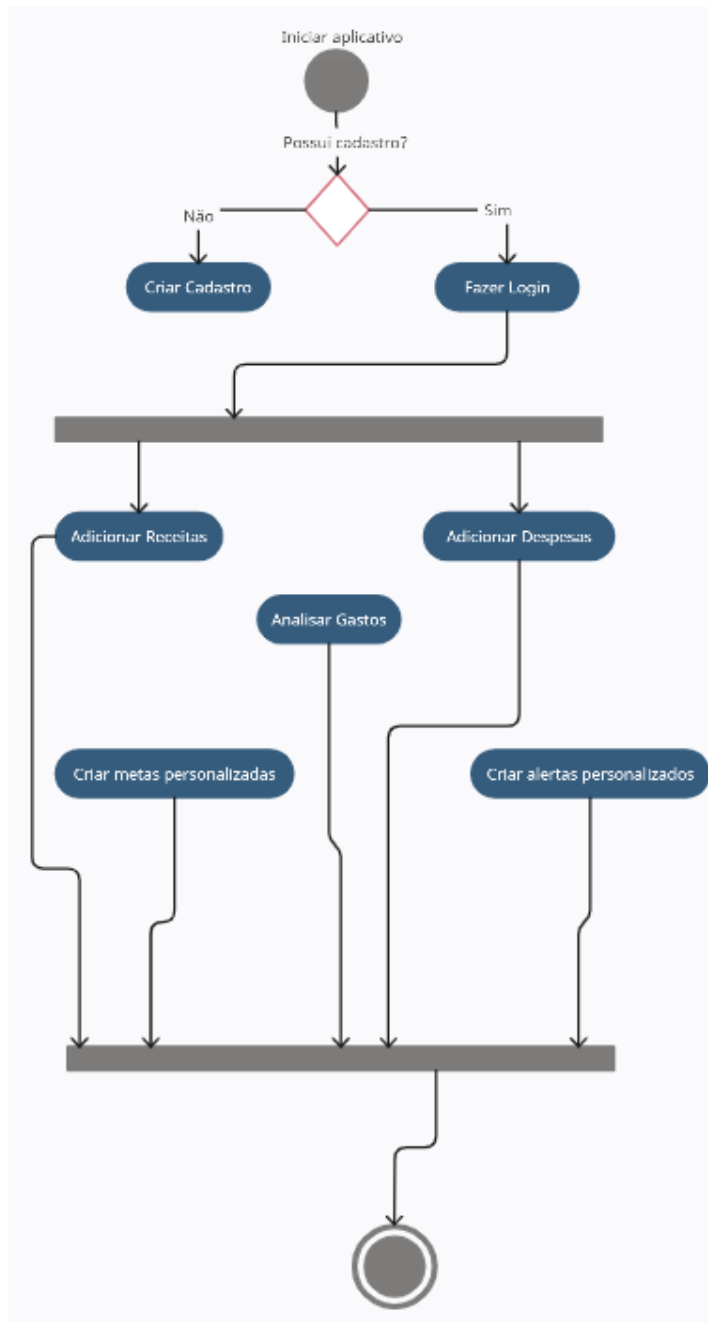 Iniciar aplicativo
Possui cadastro?
Não
Sim
Criar Cadastro
Fazer Login
Adicionar Receitas
Adicionar Despesas
Analisar Gastos
Criar metas personalizadas
Criar alertas personalizados